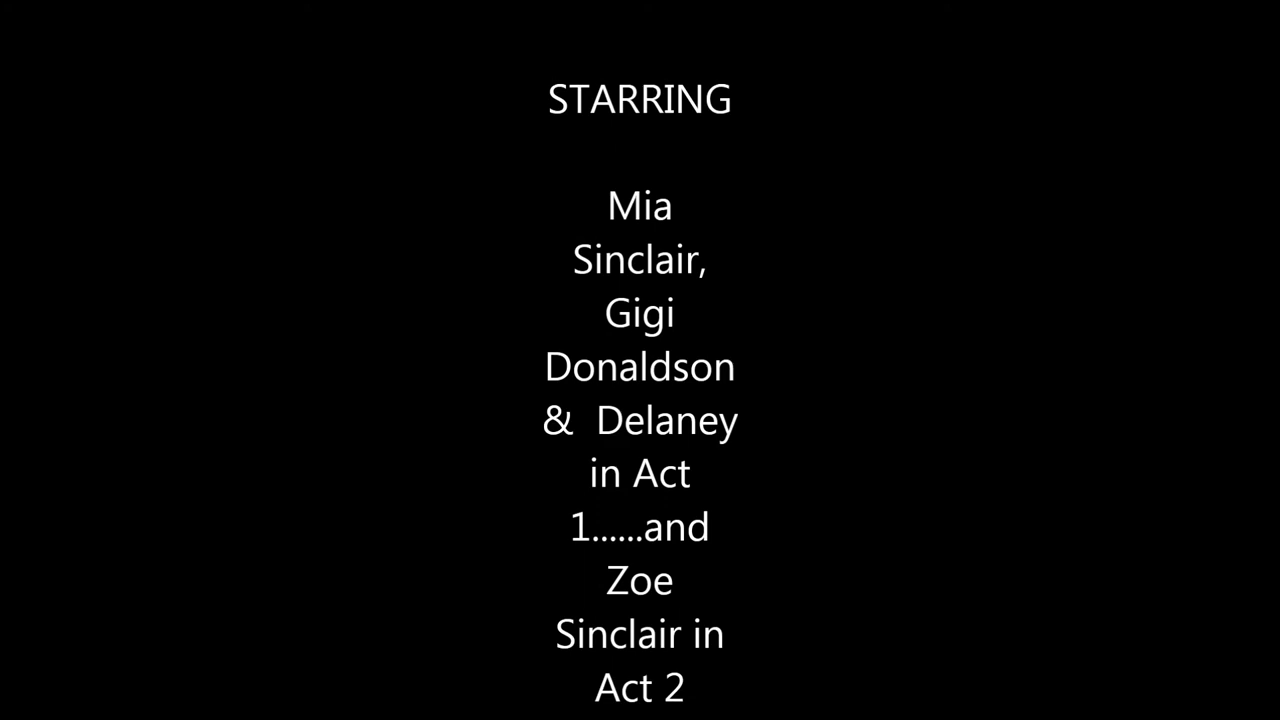 STARRING
Mia
Sinclair,
Gigi
Donaldson
&  Delaney
in Act
1......and
Zoe
Sinclair in
Act 2